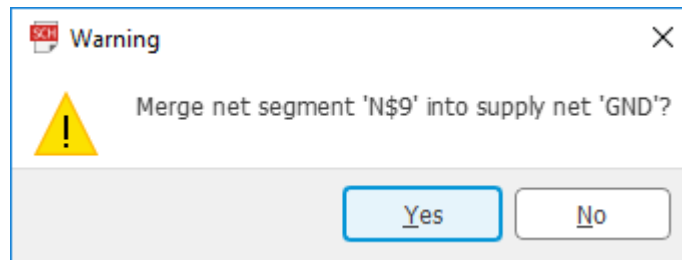 SCH Warning
Merge net segment 'N$9' into supply net 'GND'?
!
Yes
No